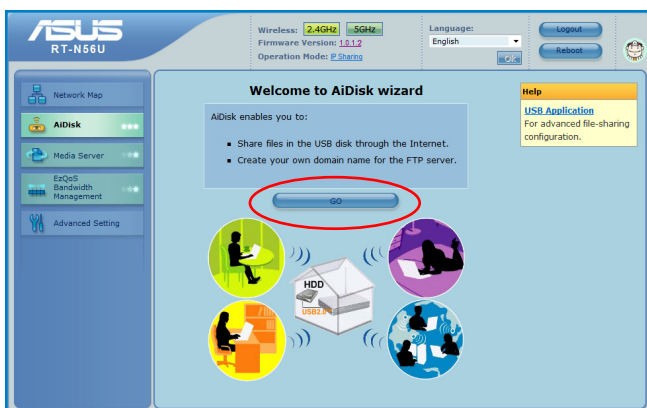 ASUS
RT-N56U
Wireless: 2.4GHz 5GHz
Firmware Version: 1.0.1.2
Operation Mode: IP Sharing
Language:
English
Ok
Logout
Reboot
Network Map
AiDisk
Media Server
EzQoS
Bandwidth
Management
Advanced Setting
Welcome to AiDisk wizard
AiDisk enables you to:
Share files in the USB disk through the Internet.
Create your own domain name for the FTP server.
GO
HDD
USB2.0
Help
USB Application
For advanced file-sharing
configuration.